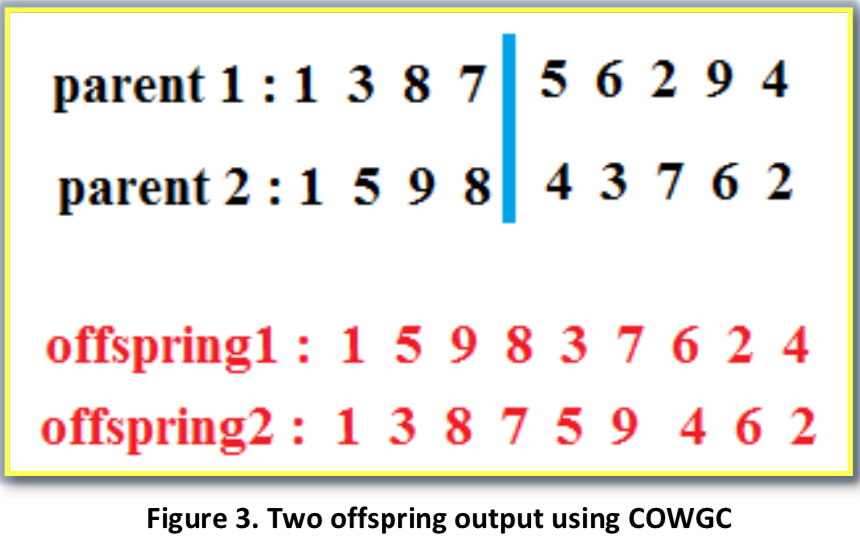 parent 1 : 1 3 8 7 5 6 2 9 4
parent 2 : 1 5 9 8 4 3 7 6 2
offspring1 : 1 5 9 8 3 7 6 2 4
offspring2 : 1 3 8 7 5 9 4 6 2
Figure 3. Two offspring output using COWGC